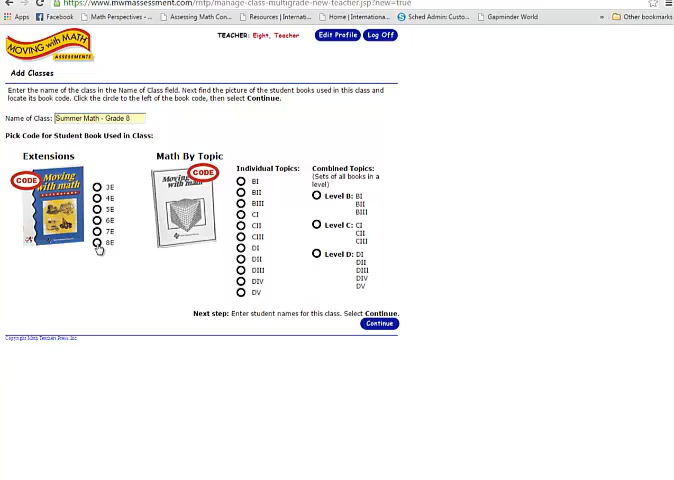 https://www.mwmassessment.com/mtp/manage-class-multigrade-new-teacher.jsp?new=true
Apps Facebook Math Perspectives - ... Assessing Math Con... Resources | Internati... Home | Internationa... Sched Admin: Custo... Gapminder World » Other bookmarks
MOVING with MATH
ASSESSMENTS
TEACHER: Eight, Teacher Edit Profile Log Off
Add Classes
Enter the name of the class in the Name of Class field. Next find the picture of the student books used in this class and
locate its book code. Click the circle to the left of the book code, then select Continue.
Name of Class: Summer Math - Grade 8
Pick Code for Student Book Used in Class:
Extensions
CODE
Moving
with math
3E
4E
5E
6E
7E
8E
Math By Topic
CODE
Moving
with math
Individual Topics:
BI
BII
BIII
CI
CII
CIII
DI
DII
DIII
DIV
DV
Combined Topics:
(Sets of all books in a
level)
Level B: BI
BII
BIII
Level C: CI
CII
CIII
Level D: DI
DII
DIII
DIV
DV
Next step: Enter student names for this class. Select Continue.
Continue
Copyright Math Teachers Press, Inc.